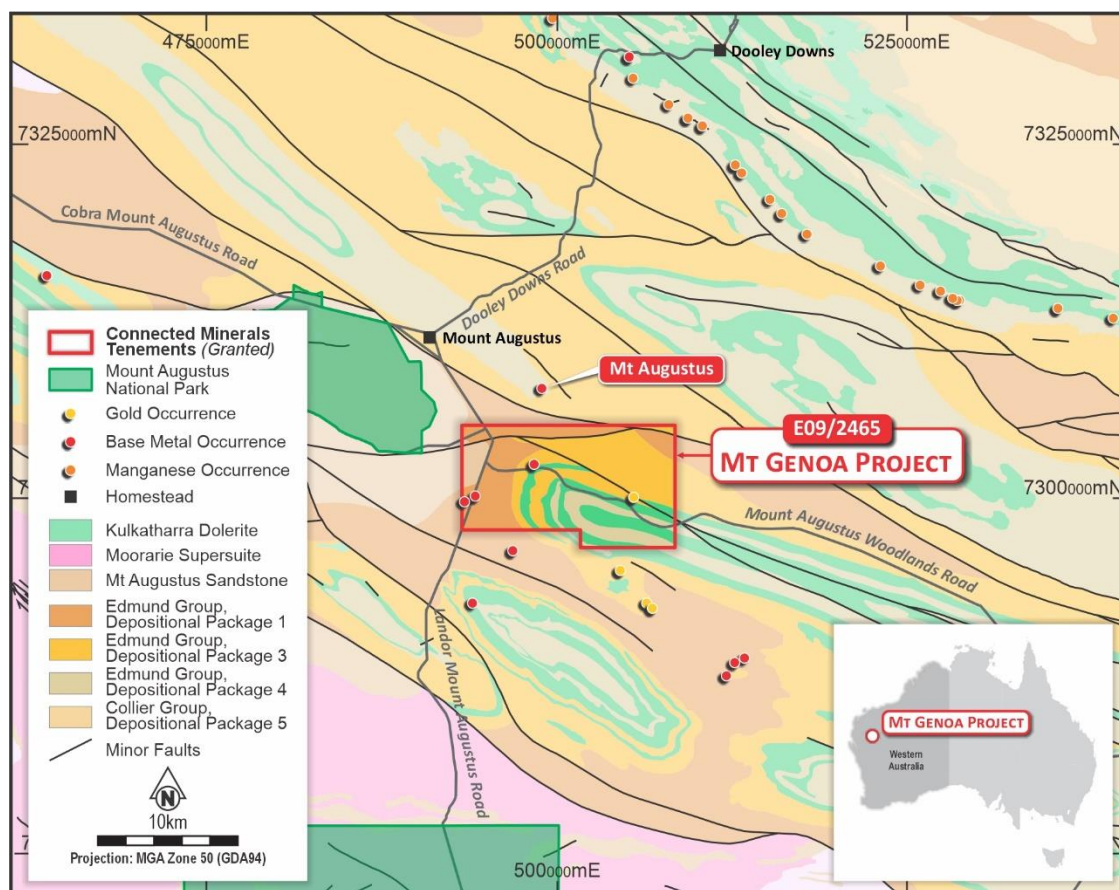 475000mE
500000mE
525000mE
Dooley Downs
7325000mN
7325000mN
Cobra Mount Augustus Road
Dooley Downs Road
Mount Augustus
Mt Augustus
E09/2465
MT GENOA PROJECT
7300000mN
Mount Augustus Woodlands Road
Landor Mount Augustus Road
500000mE
Connected Minerals
Tenements (Granted)
Mount Augustus
National Park
Gold Occurrence
Base Metal Occurrence
Manganese Occurrence
Homestead
Kulkatharra Dolerite
Moorarie Supersuite
Mt Augustus Sandstone
Edmund Group,
Depositional Package 1
Edmund Group,
Depositional Package 3
Edmund Group,
Depositional Package 4
Collier Group,
Depositional Package 5
Minor Faults
N
10km
Projection: MGA Zone 50 (GDA94)
MT GENOA PROJECT
Western
Australia